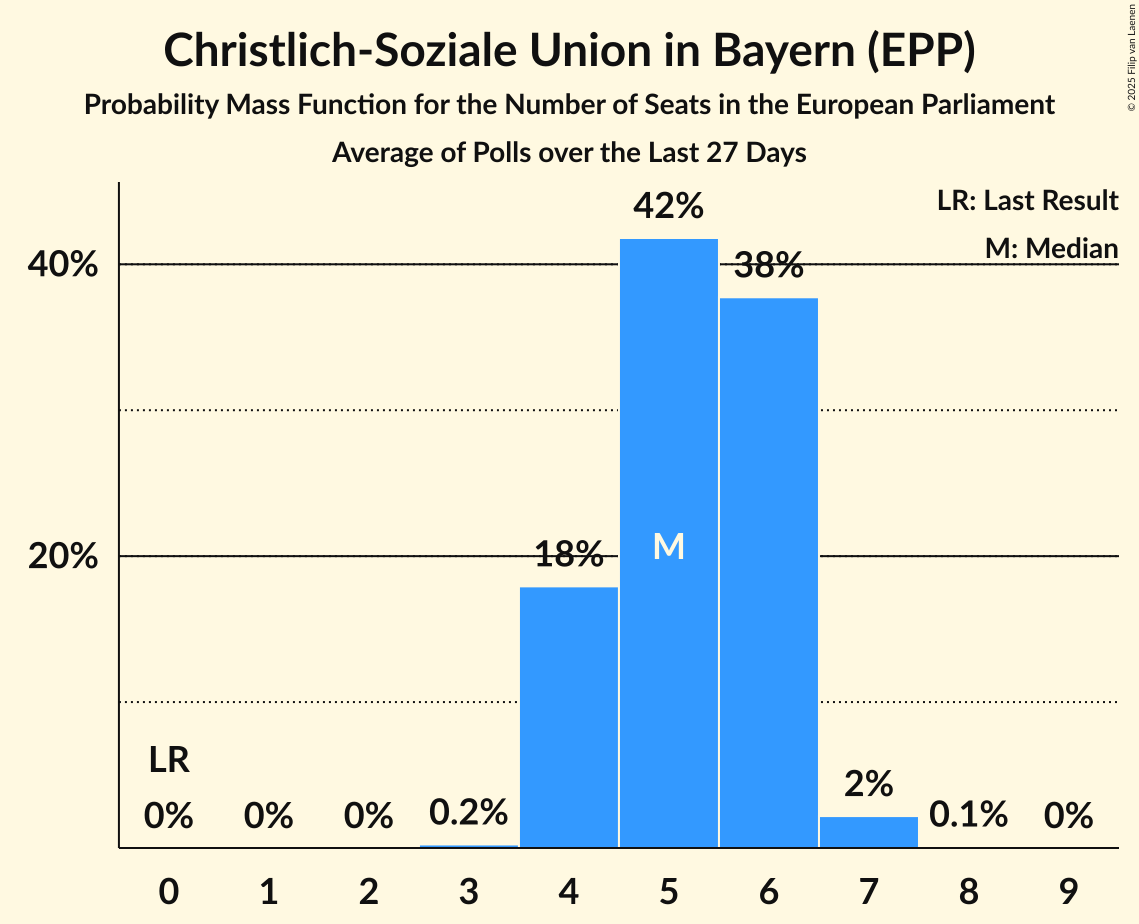 Christlich-Soziale Union in Bayern (EPP)
Probability Mass Function for the Number of Seats in the European Parliament
Average of Polls over the Last 27 Days
© 2025 Filip van Laenen
LR: Last Result
M: Median
42%
40%
38%
20%
18%
M
LR
0%
0%
0%
0.2%
2%
0.1%
0%
0 1 2 3 4 5 6 7 8 9